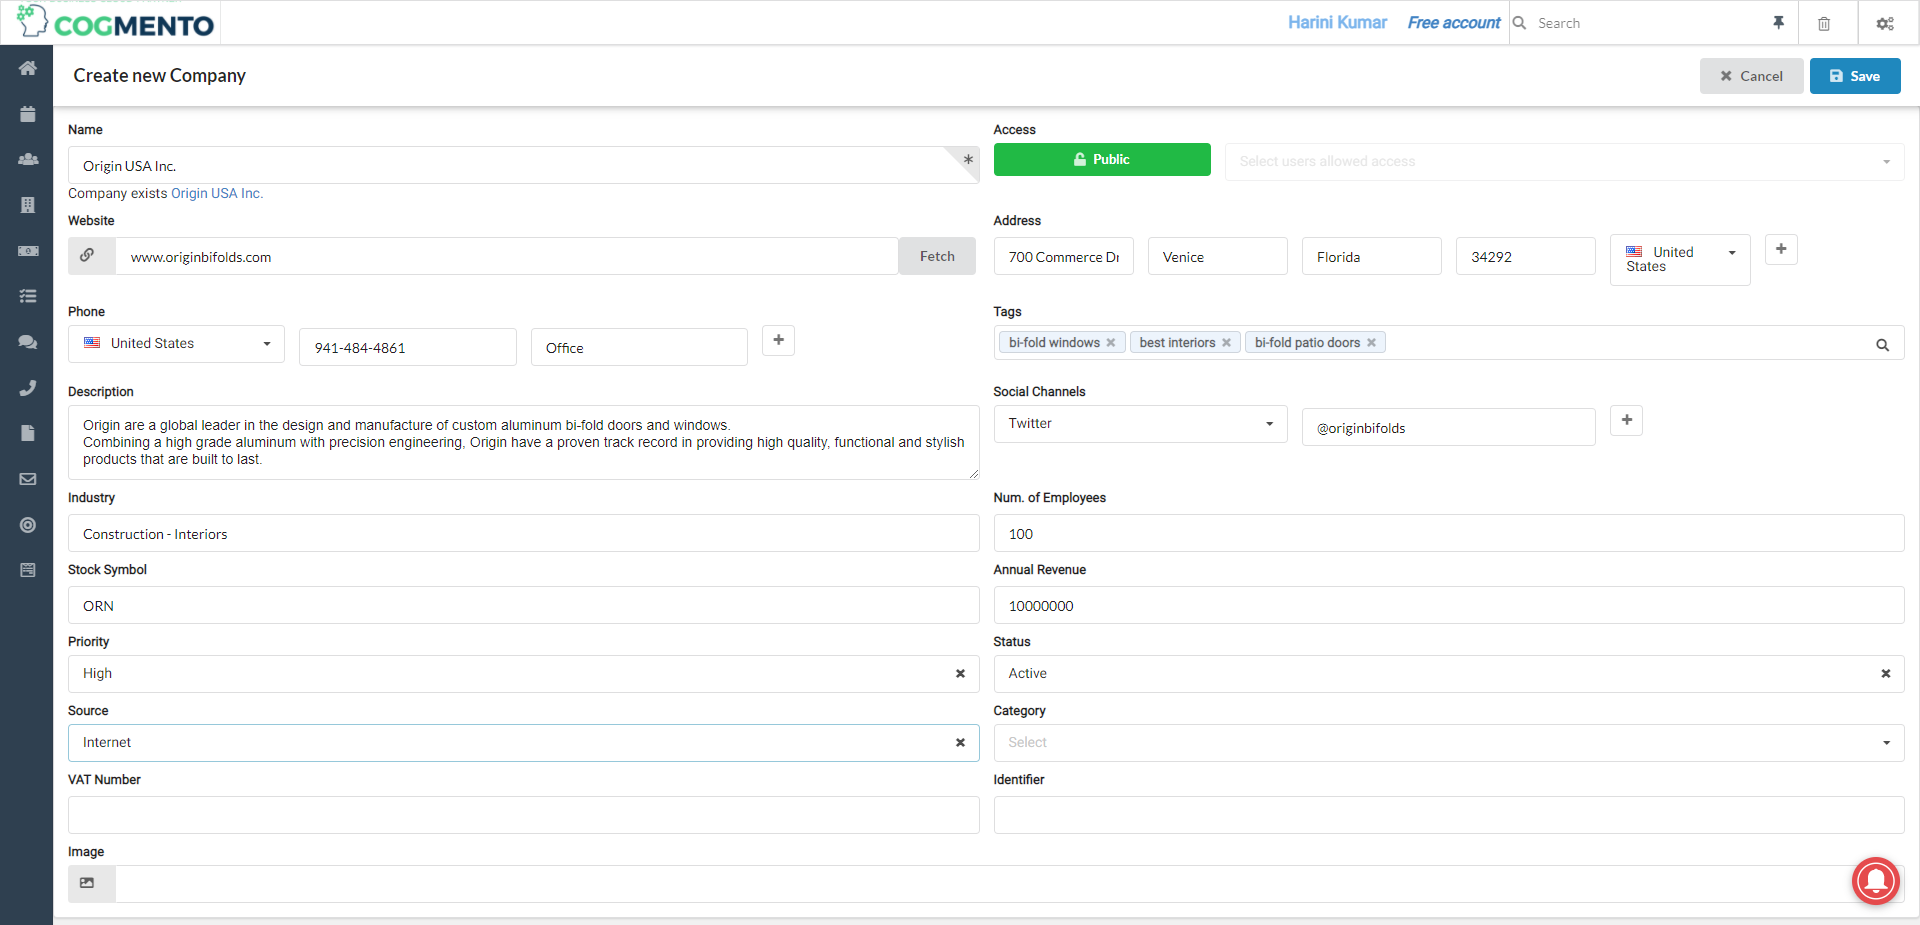 COGMENTO
Harini Kumar
Free account
Search
Create new Company
Cancel
Save
Name
Origin USA Inc.
*
Company exists Origin USA Inc.
Access
Public
Select users allowed access
Website
www.originbifolds.com
Fetch
Address
700 Commerce Dr
Venice
Florida
34292
United
States
+
Phone
United States
941-484-4861
Office
+
Tags
bi-fold windows
best interiors
bi-fold patio doors
Description
Origin are a global leader in the design and manufacture of custom aluminum bi-fold doors and windows.
Combining a high grade aluminum with precision engineering, Origin have a proven track record in providing high quality, functional and stylish
products that are built to last.
Social Channels
Twitter
@originbifolds
+
Industry
Construction - Interiors
Num. of Employees
100
Stock Symbol
ORN
Annual Revenue
10000000
Priority
High
Status
Active
Source
Internet
Category
Select
VAT Number
Identifier
Image